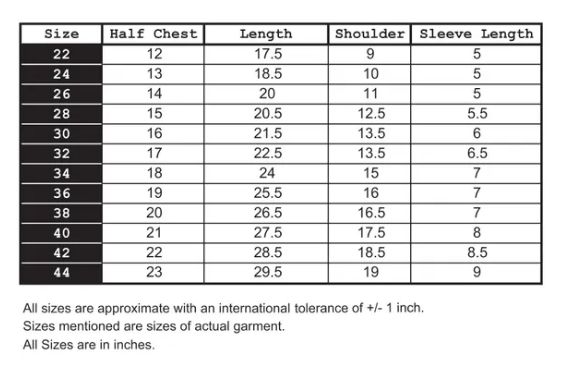 Size Half Chest Length Shoulder Sleeve Length
22 12 17.5 9 5
24 13 18.5 10 5
26 14 20 11 5
28 15 20.5 12.5 5.5
30 16 21.5 13.5 6
32 17 22.5 13.5 6.5
34 18 24 15 7
36 19 25.5 16 7
38 20 26.5 16.5 7
40 21 27.5 17.5 8
42 22 28.5 18.5 8.5
44 23 29.5 19 9
All sizes are approximate with an international tolerance of +/- 1 inch.
Sizes mentioned are sizes of actual garment.
All Sizes are in inches.